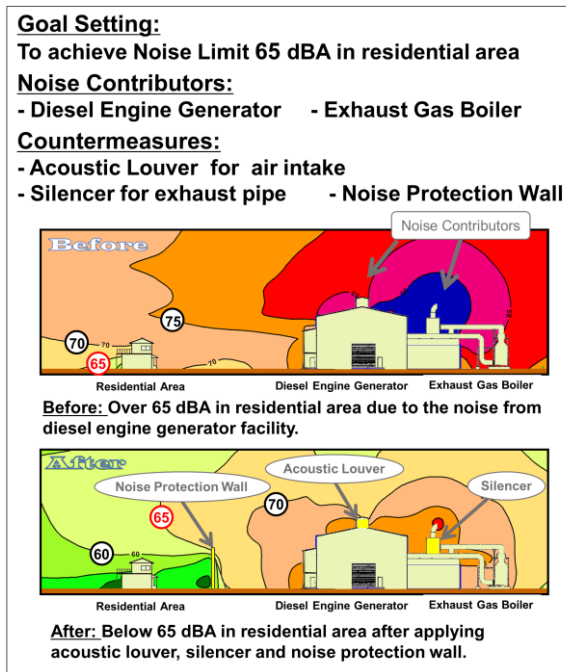 Goal Setting:
To achieve Noise Limit 65 dBA in residential area
Noise Contributors:
- Diesel Engine Generator - Exhaust Gas Boiler
Countermeasures:
- Acoustic Louver for air intake
- Silencer for exhaust pipe - Noise Protection Wall
Noise Contributors
Before
75
70
70
65
70
85
Residential Area Diesel Engine Generator Exhaust Gas Boiler
Before: Over 65 dBA in residential area due to the noise from
diesel engine generator facility.
After
Acoustic Louver
Noise Protection Wall
Silencer
65
70
60
60
Residential Area Diesel Engine Generator Exhaust Gas Boiler
After: Below 65 dBA in residential area after applying
acoustic louver, silencer and noise protection wall.